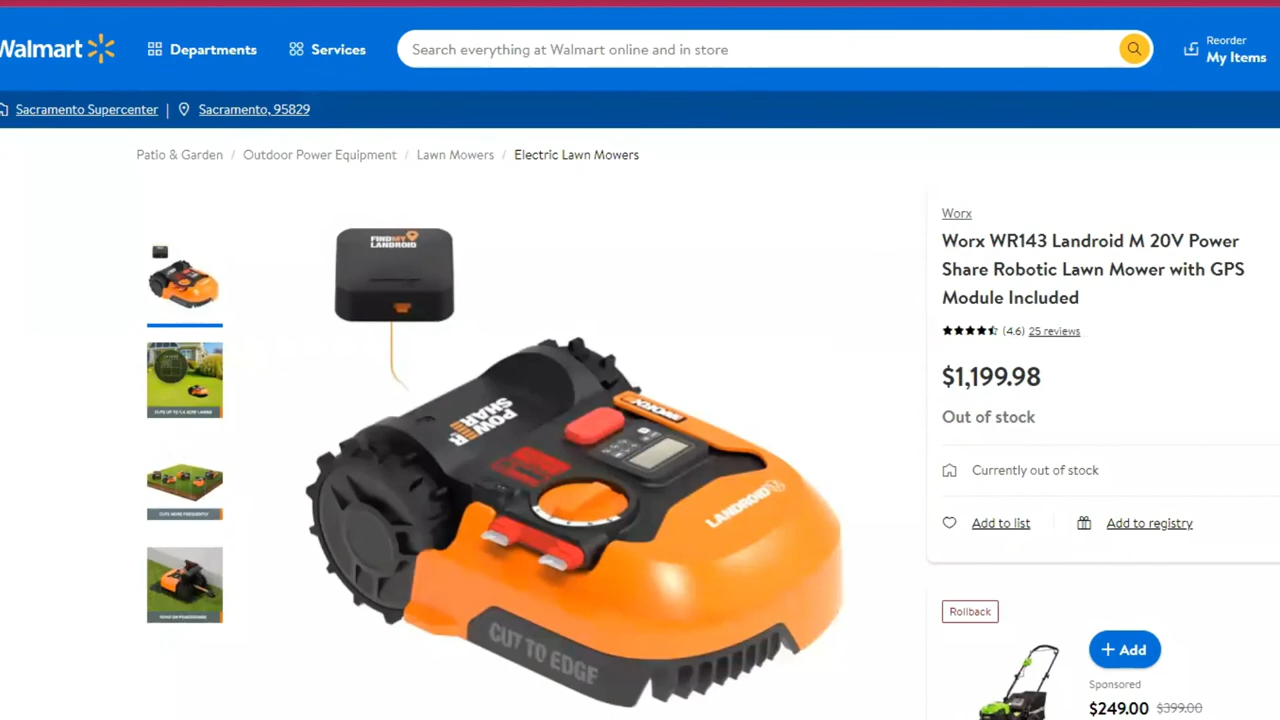 Walmart
Departments
Services
Search everything at Walmart online and in store
Reorder
My Items
Sacramento Supercenter | Sacramento, 95829
Patio & Garden / Outdoor Power Equipment / Lawn Mowers / Electric Lawn Mowers
FIND MY
LANDROID
POWER
SHARE
WORX
LANDROID
CUT TO EDGE
CUTS MORE FREQUENTLY
Worx
Worx WR143 Landroid M 20V Power
Share Robotic Lawn Mower with GPS
Module Included
(4.6) 25 reviews
$1,199.98
Out of stock
Currently out of stock
Add to list
Add to registry
Rollback
+ Add
Sponsored
$249.00 $399.00